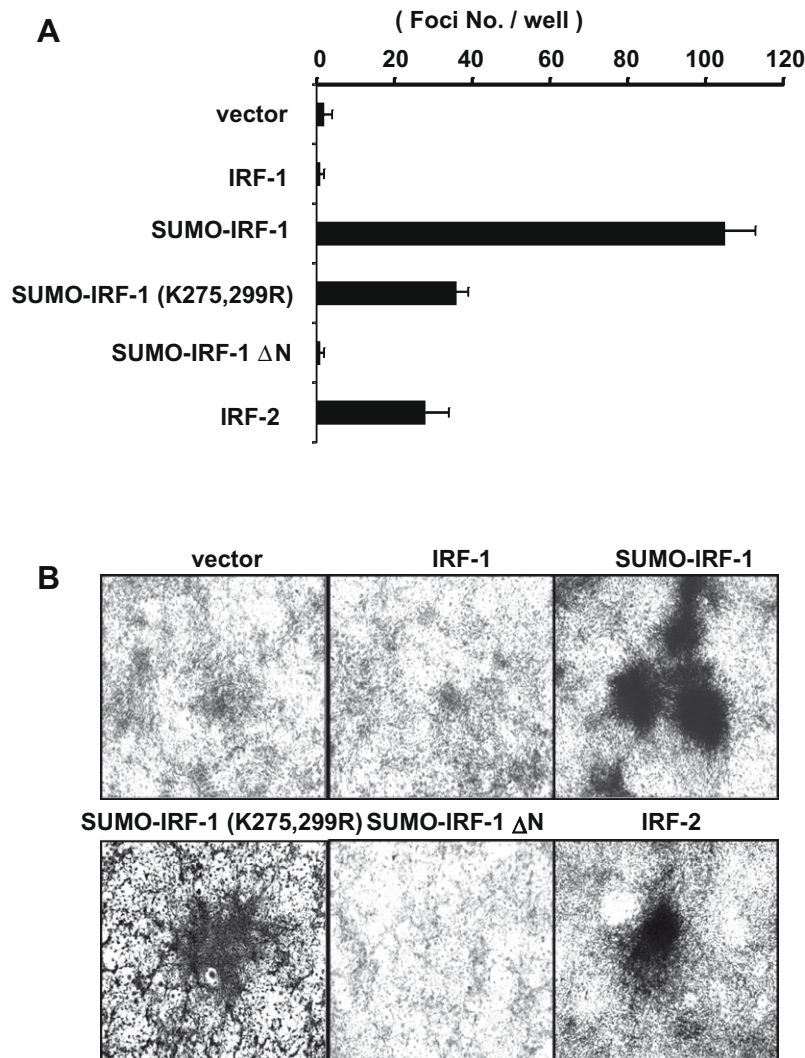 A
( Foci No. / well )
0 20 40 60 80 100 120
vector
IRF-1
SUMO-IRF-1
SUMO-IRF-1 (K275,299R)
SUMO-IRF-1 ΔN
IRF-2
B
vector IRF-1 SUMO-IRF-1
SUMO-IRF-1 (K275,299R) SUMO-IRF-1 ΔN IRF-2